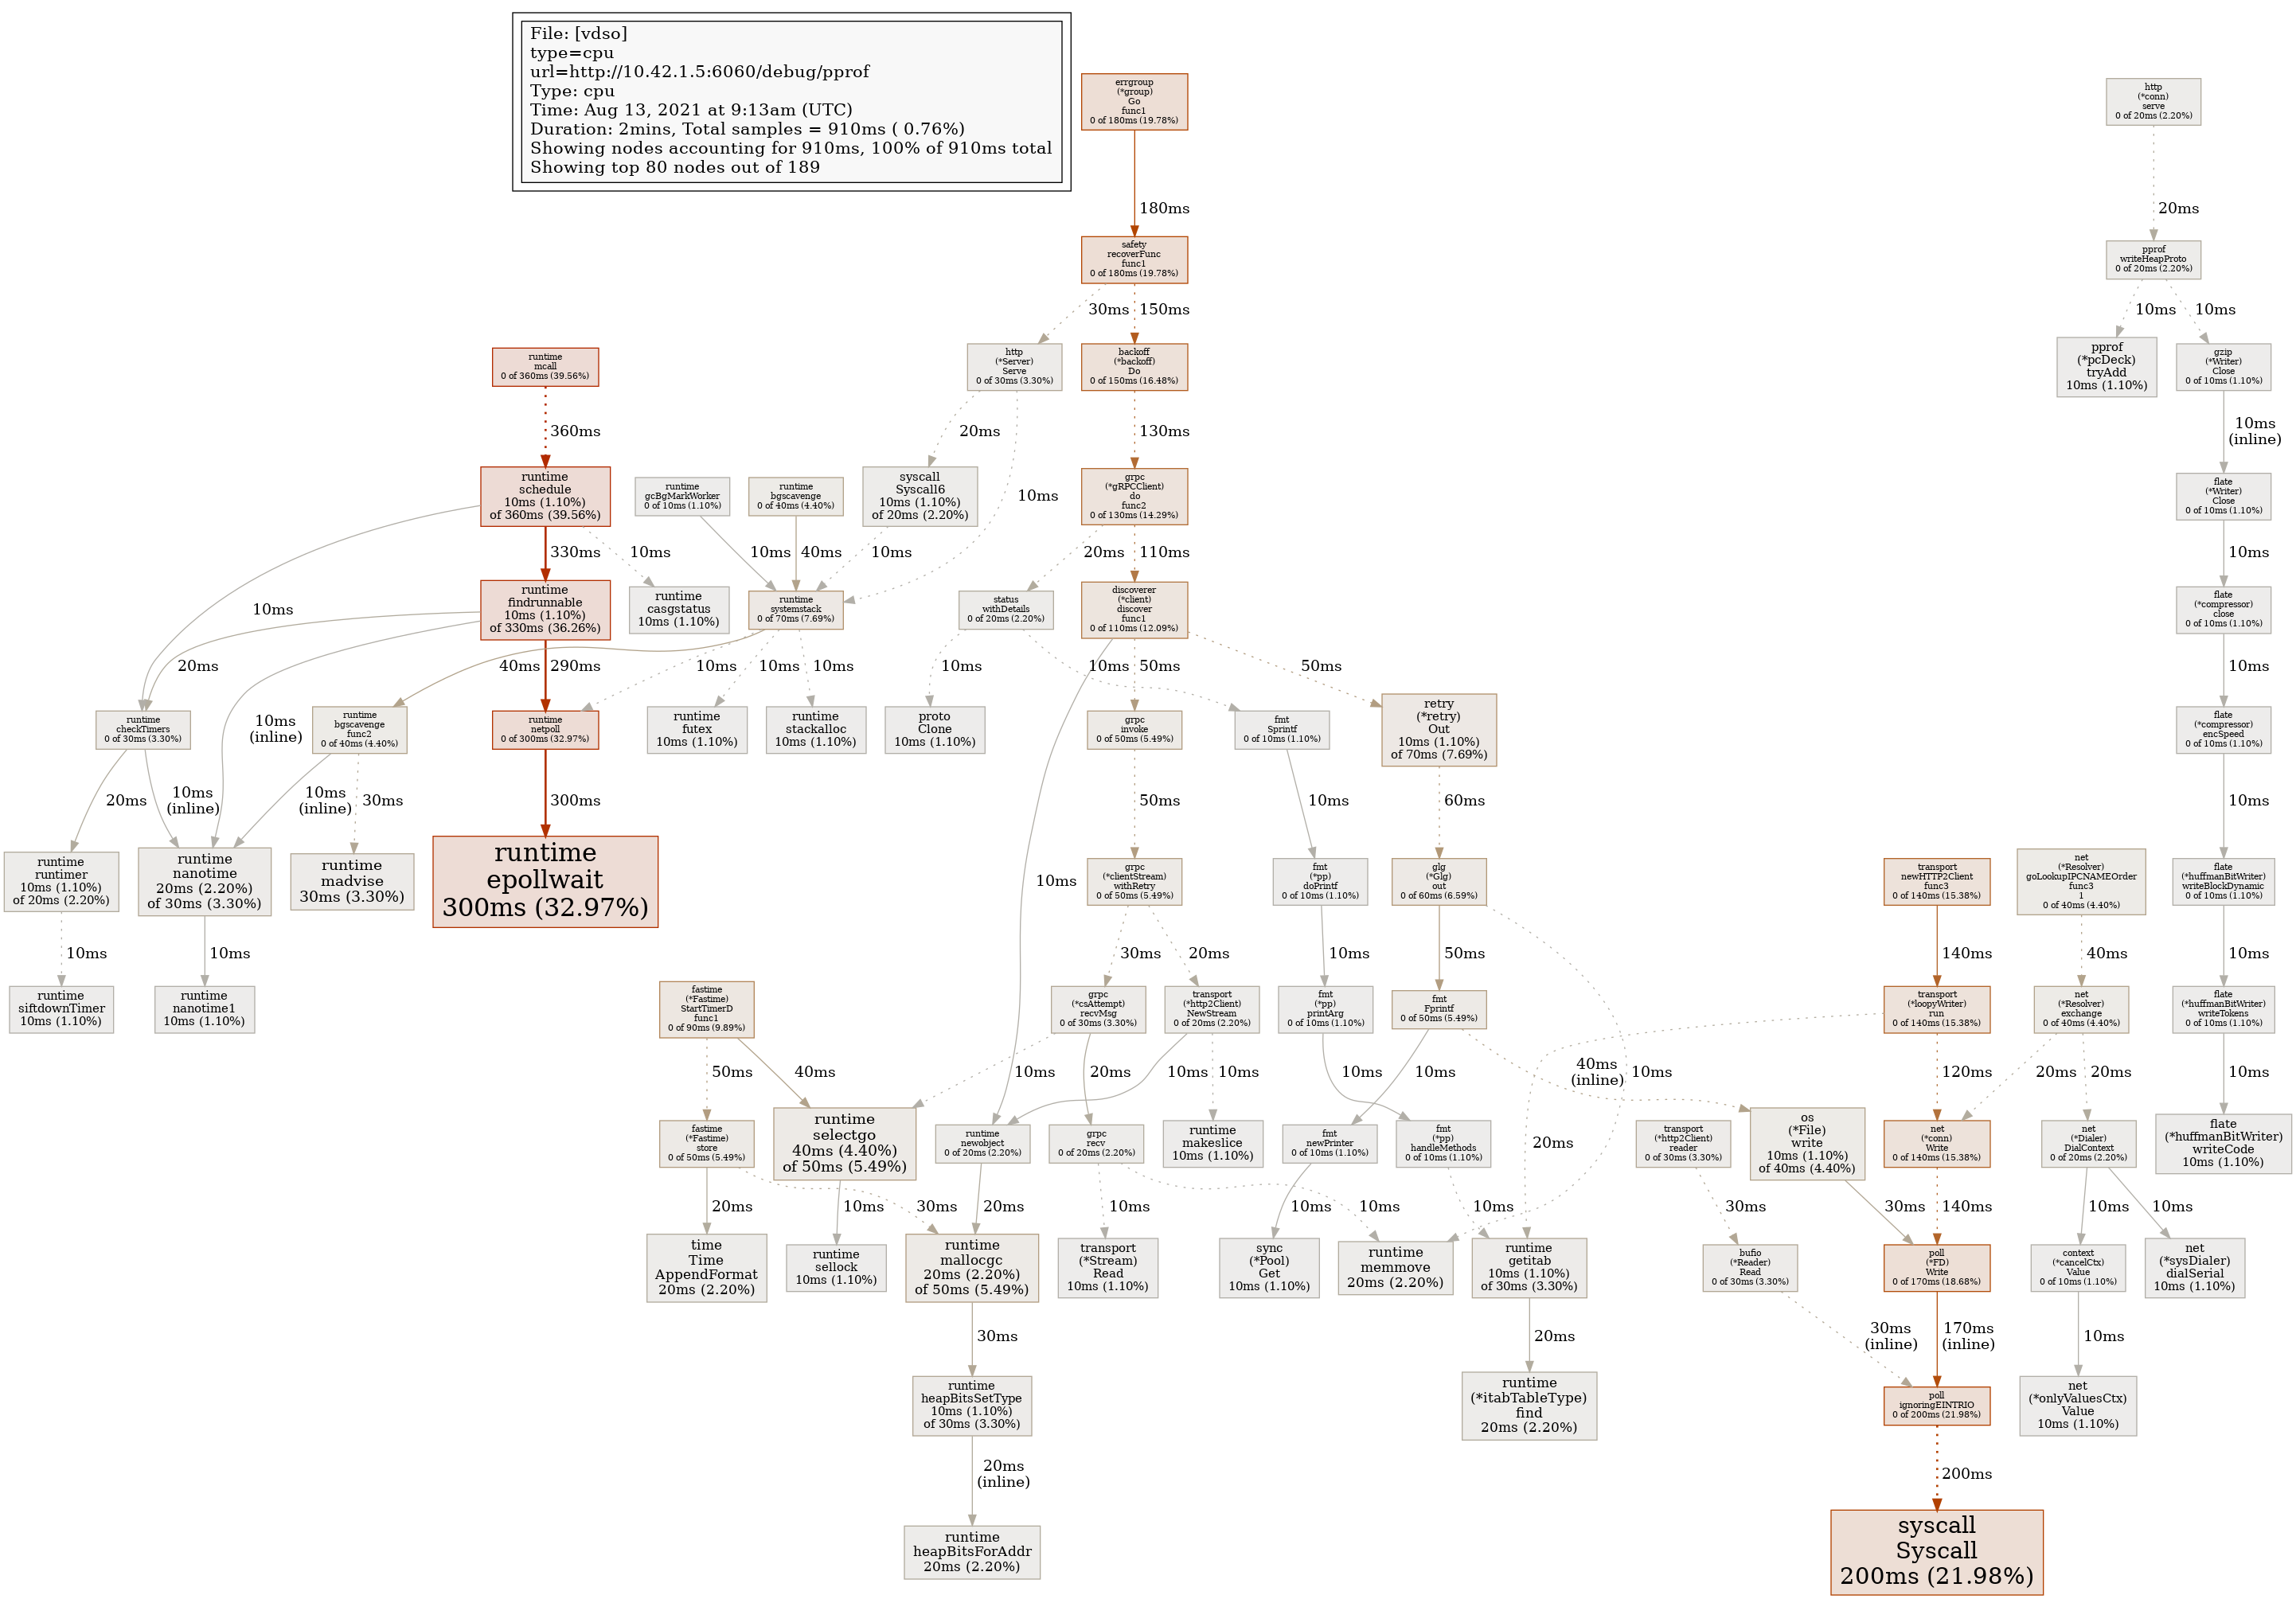 File: [vdso]
type=cpu
url=http://10.42.1.5:6060/debug/pprof
Type: cpu
Time: Aug 13, 2021 at 9:13am (UTC)
Duration: 2mins, Total samples = 910ms ( 0.76%)
Showing nodes accounting for 910ms, 100% of 910ms total
Showing top 80 nodes out of 189
errgroup
(*group)
Go
func1
0 of 180ms (19.78%)
http
(*conn)
serve
0 of 20ms (2.20%)
180ms
20ms
safety
recoverFunc
func1
0 of 180ms (19.78%)
pprof
writeHeapProto
0 of 20ms (2.20%)
30ms
150ms
10ms
10ms
runtime
mcall
0 of 360ms (39.56%)
http
(*Server)
Serve
0 of 30ms (3.30%)
backoff
(*backoff)
Do
0 of 150ms (16.48%)
pprof
(*pcDeck)
tryAdd
10ms (1.10%)
gzip
(*Writer)
Close
0 of 10ms (1.10%)
360ms
20ms
10ms
130ms
10ms
(inline)
runtime
schedule
10ms (1.10%)
of 360ms (39.56%)
runtime
gcBgMarkWorker
0 of 10ms (1.10%)
runtime
bgscavenge
0 of 40ms (4.40%)
syscall
Syscall6
10ms (1.10%)
of 20ms (2.20%)
grpc
(*gRPCClient)
do
func2
0 of 130ms (14.29%)
flate
(*Writer)
Close
0 of 10ms (1.10%)
10ms
330ms
10ms
10ms
40ms
10ms
20ms
110ms
10ms
runtime
findrunnable
10ms (1.10%)
of 330ms (36.26%)
runtime
casgstatus
10ms (1.10%)
runtime
systemstack
0 of 70ms (7.69%)
status
withDetails
0 of 20ms (2.20%)
discoverer
(*client)
discover
func1
0 of 110ms (12.09%)
flate
(*compressor)
close
0 of 10ms (1.10%)
20ms
10ms
(inline)
40ms
290ms
10ms
10ms
10ms
10ms
10ms
10ms
50ms
50ms
10ms
runtime
checkTimers
0 of 30ms (3.30%)
runtime
bgscavenge
func2
0 of 40ms (4.40%)
runtime
netpoll
0 of 300ms (32.97%)
runtime
futex
10ms (1.10%)
runtime
stackalloc
10ms (1.10%)
proto
Clone
10ms (1.10%)
grpc
invoke
0 of 50ms (5.49%)
fmt
Sprintf
0 of 10ms (1.10%)
retry
(*retry)
Out
10ms (1.10%)
of 70ms (7.69%)
flate
(*compressor)
encSpeed
0 of 10ms (1.10%)
20ms
10ms
(inline)
10ms
(inline)
30ms
300ms
50ms
10ms
60ms
10ms
runtime
runtimer
10ms (1.10%)
of 20ms (2.20%)
runtime
nanotime
20ms (2.20%)
of 30ms (3.30%)
runtime
madvise
30ms (3.30%)
runtime
epollwait
300ms (32.97%)
grpc
(*clientStream)
withRetry
0 of 50ms (5.49%)
fmt
(*pp)
doPrintf
0 of 10ms (1.10%)
glg
(*Glg)
out
0 of 60ms (6.59%)
transport
newHTTP2Client
func3
0 of 140ms (15.38%)
net
(*Resolver)
goLookupIPCNAMEOrder
func3
1
0 of 40ms (4.40%)
flate
(*huffmanBitWriter)
writeBlockDynamic
0 of 10ms (1.10%)
10ms
10ms
30ms
20ms
10ms
50ms
140ms
40ms
10ms
runtime
siftdownTimer
10ms (1.10%)
runtime
nanotime1
10ms (1.10%)
fastime
(*Fastime)
StartTimerD
func1
0 of 90ms (9.89%)
grpc
(*csAttempt)
recvMsg
0 of 30ms (3.30%)
transport
(*http2Client)
NewStream
0 of 20ms (2.20%)
fmt
(*pp)
printArg
0 of 10ms (1.10%)
fmt
Fprintf
0 of 50ms (5.49%)
transport
(*loopyWriter)
run
0 of 140ms (15.38%)
net
(*Resolver)
exchange
0 of 40ms (4.40%)
flate
(*huffmanBitWriter)
writeTokens
0 of 10ms (1.10%)
50ms
40ms
10ms
20ms
10ms
10ms
10ms
10ms
40ms
(inline)
10ms
120ms
20ms
20ms
10ms
fastime
(*Fastime)
store
0 of 50ms (5.49%)
runtime
selectgo
40ms (4.40%)
of 50ms (5.49%)
runtime
newobject
0 of 20ms (2.20%)
grpc
recv
0 of 20ms (2.20%)
runtime
makeslice
10ms (1.10%)
fmt
newPrinter
0 of 10ms (1.10%)
fmt
(*pp)
handleMethods
0 of 10ms (1.10%)
20ms
transport
(*http2Client)
reader
0 of 30ms (3.30%)
os
(*File)
write
10ms (1.10%)
of 40ms (4.40%)
net
(*conn)
Write
0 of 140ms (15.38%)
net
(*Dialer)
DialContext
0 of 20ms (2.20%)
flate
(*huffmanBitWriter)
writeCode
10ms (1.10%)
20ms
30ms
10ms
20ms
10ms
10ms
10ms
10ms
30ms
30ms
140ms
10ms
10ms
time
Time
AppendFormat
20ms (2.20%)
runtime
sellock
10ms (1.10%)
runtime
mallocgc
20ms (2.20%)
of 50ms (5.49%)
transport
(*Stream)
Read
10ms (1.10%)
sync
(*Pool)
Get
10ms (1.10%)
runtime
memmove
20ms (2.20%)
runtime
getitab
10ms (1.10%)
of 30ms (3.30%)
bufio
(*Reader)
Read
0 of 30ms (3.30%)
poll
(*FD)
Write
0 of 170ms (18.68%)
context
(*cancelCtx)
Value
0 of 10ms (1.10%)
net
(*sysDialer)
dialSerial
10ms (1.10%)
30ms
20ms
30ms
(inline)
170ms
(inline)
10ms
runtime
heapBitsSetType
10ms (1.10%)
of 30ms (3.30%)
runtime
(*itabTableType)
find
20ms (2.20%)
poll
ignoringEINTRIO
0 of 200ms (21.98%)
net
(*onlyValuesCtx)
Value
10ms (1.10%)
20ms
(inline)
200ms
runtime
heapBitsForAddr
20ms (2.20%)
syscall
Syscall
200ms (21.98%)